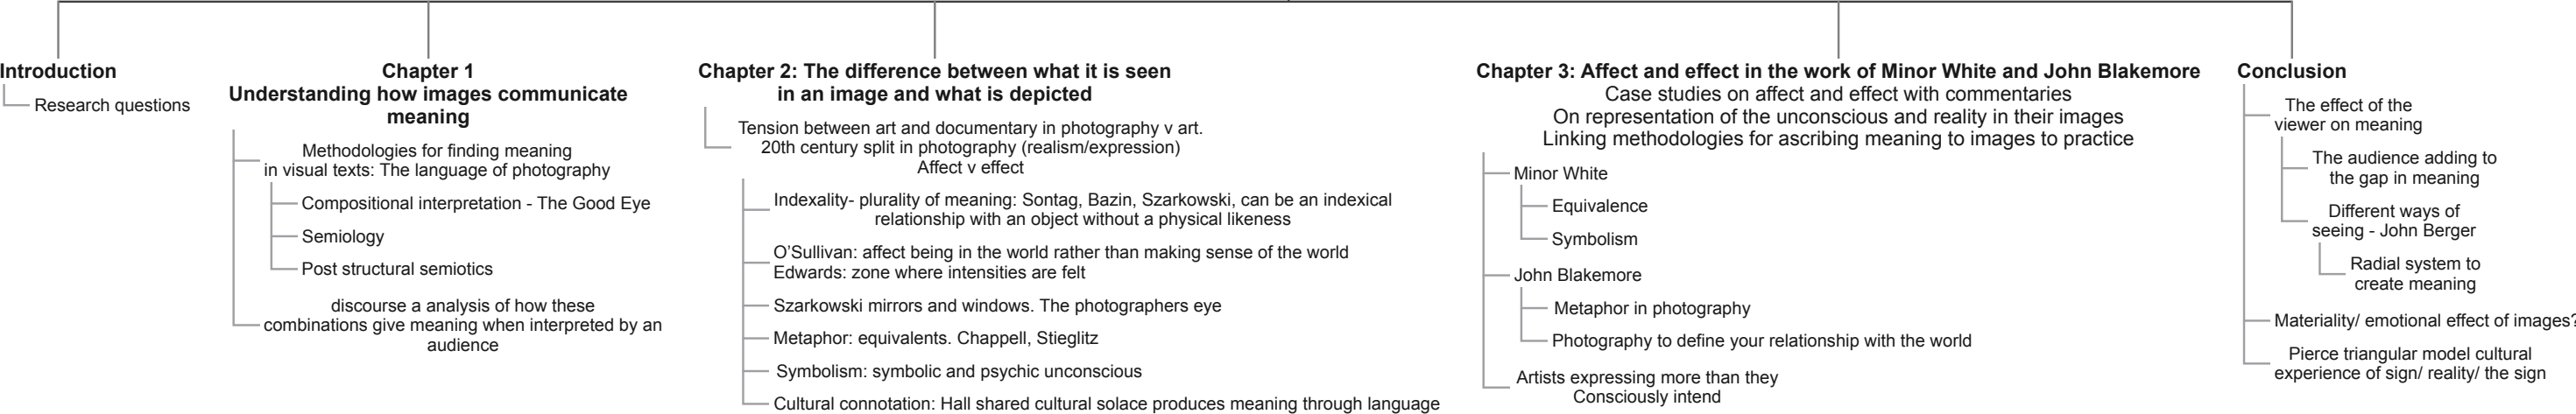 Introduction
Research questions
Chapter 1
Understanding how images communicate
meaning
Methodologies for finding meaning
in visual texts: The language of photography
Compositional interpretation - The Good Eye
Semiology
Post structural semiotics
discourse a analysis of how these
combinations give meaning when interpreted by an
audience
Chapter 2: The difference between what it is seen
in an image and what is depicted
Tension between art and documentary in photography v art.
20th century split in photography (realism/expression)
Affect v effect
Indexality- plurality of meaning: Sontag, Bazin, Szarkowski, can be an indexical
relationship with an object without a physical likeness
O’Sullivan: affect being in the world rather than making sense of the world
Edwards: zone where intensities are felt
Szarkowski mirrors and windows. The photographers eye
Metaphor: equivalents. Chappell, Stieglitz
Symbolism: symbolic and psychic unconscious
Cultural connotation: Hall shared cultural solace produces meaning through language
Chapter 3: Affect and effect in the work of Minor White and John Blakemore
Case studies on affect and effect with commentaries
On representation of the unconscious and reality in their images
Linking methodologies for ascribing meaning to images to practice
Minor White
Equivalence
Symbolism
John Blakemore
Metaphor in photography
Photography to define your relationship with the world
Artists expressing more than they
Consciously intend
Conclusion
The effect of the
viewer on meaning
The audience adding to
the gap in meaning
Different ways of
seeing - John Berger
Radial system to
create meaning
Materiality/ emotional effect of images?
Pierce triangular model cultural
experience of sign/ reality/ the sign